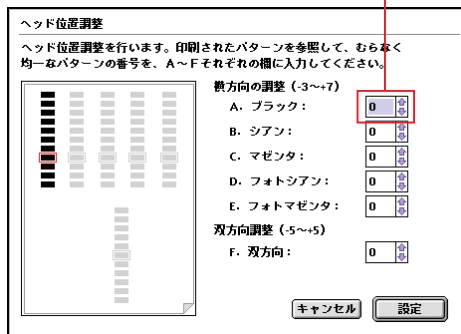 ヘッド位置調整
ヘッド位置調整を行います。印刷されたパターンを参照して、むらなく
均一なパターンの番号を、A～Fそれぞれの欄に入力してください。
横方向の調整（-3～+7）
A. ブラック： 0
B. シアン： 0
C. マゼンタ： 0
D. フォトシアン： 0
E. フォトマゼンタ： 0
双方向調整（-5～+5）
F. 双方向： 0
キャンセル 設定